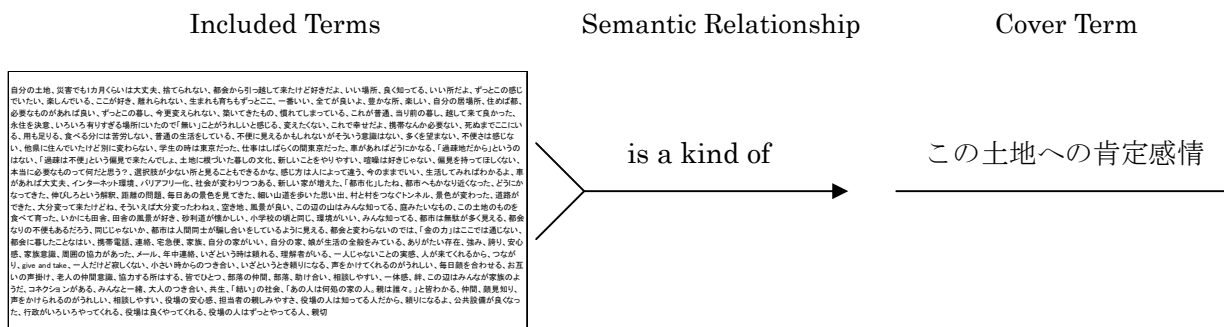 Included Terms
Semantic Relationship
Cover Term
自分の土地、災害でも1カ月くらいは大丈夫、捨てられない、都会から引っ越して来たけど好きだよ、いい場所、良く知ってる、いい所だよ、ずっとこの感じ
でいたい、楽しんでいる、ここが好き、離れられない、生まれも育ちもずっとここ、一番いい、全てが良いよ、豊かな所、楽しい、自分の居場所、住めば都、
必要なものがあれば良い、ずっとこの暮し、今更変えられない、築いてきたもの、慣れてしまっている、これが普通、当り前の暮し、越して来て良かった、
永住を決意、いろいろ有りすぎる場所にいたので「無い」ことがうれしいと感じる、変えたくない、これで幸せだよ、携帯なんか必要ない、死ぬまでここにい
る、用も足りる、食べる分には苦労しない、普通の生活をしている、不便に見えるかもしれないがそういう意識はない、多くを望まない、不便さは感じな
い、他県に住んでいたけど別に変わらない、学生の時は東京だった、仕事はしばらくの間東京だった、車があればどうにかなる、「過疎地だから」というの
はない、「過疎は不便」という偏見で来たんでしょ、土地に根づいた暮しの文化、新しいことをやりやすい、喧噪は好きじゃない、偏見を持ってほしくない、
本当に必要なものって何だと思う？、選択肢が少ない所と見ることもできるかな、感じ方は人によって違う、今のままでいい、生活してみればわかるよ、車
があれば大丈夫、インターネット環境、バリアフリー化、社会が変わりつつある、新しい家が増えた、「都市化」したね、都市へもかなり近くなった、どうにか
なってきた、伸びしろという解釈、距離の問題、毎日あの景色を見てきた、細い山道を歩いた思い出、村と村をつなぐトンネル、景色が変わった、道路が
できた、大分変って来たけどね、そういえば大分変ったわねぇ、空き地、風景が良い、この辺の山はみんな知ってる、庭みたいなもの、この土地のものを
食べて育った、いかにも田舎、田舎の風景が好き、砂利道が懐かしい、小学校の頃と同じ、環境がいい、みんな知ってる、都市は無駄が多く見える、都会
なりの不便もあるだろう、同じじゃないか、都市は人間同士が騙し合いをしているように見える、都会と変わらないのでは、「金の力」はここでは通じない、
都会に暮したことはない、携帯電話、連絡、宅急便、家族、自分の家がいい、自分の家、娘が生活の全般をみている、ありがたい存在、強み、誇り、安心
感、家族意識、周囲の協力があった、メール、年中連絡、いざという時は頼れる、理解者がいる、一人じゃないことの実感、人が来てくれるから、つなが
り、give and take、一人だけど寂しくない、小さい時からのつき合い、いざというとき頼りになる、声をかけてくれるのがうれしい、毎日顔を合わせる、お互
いの声掛け、老人の仲間意識、協力する所はする、皆でひとつ、部落の仲間、部落、助け合い、相談しやすい、一体感、絆、この辺はみんなが家族のよ
うだ、コネクションがある、みんなと一緒、大人のつき合い、共生、「結い」の社会、「あの人は何処の家の人。親は誰々。」と皆わかる、仲間、顔見知り、
声をかけられるのがうれしい、相談しやすい、役場の安心感、担当者の親しみやすさ、役場の人は知ってる人だから、頼りになるよ、公共設備が良くなっ
た、行政がいろいろやってくれる、役場は良くやってくれる、役場の人はずっとやってる人、親切
is a kind of
この土地への肯定感情